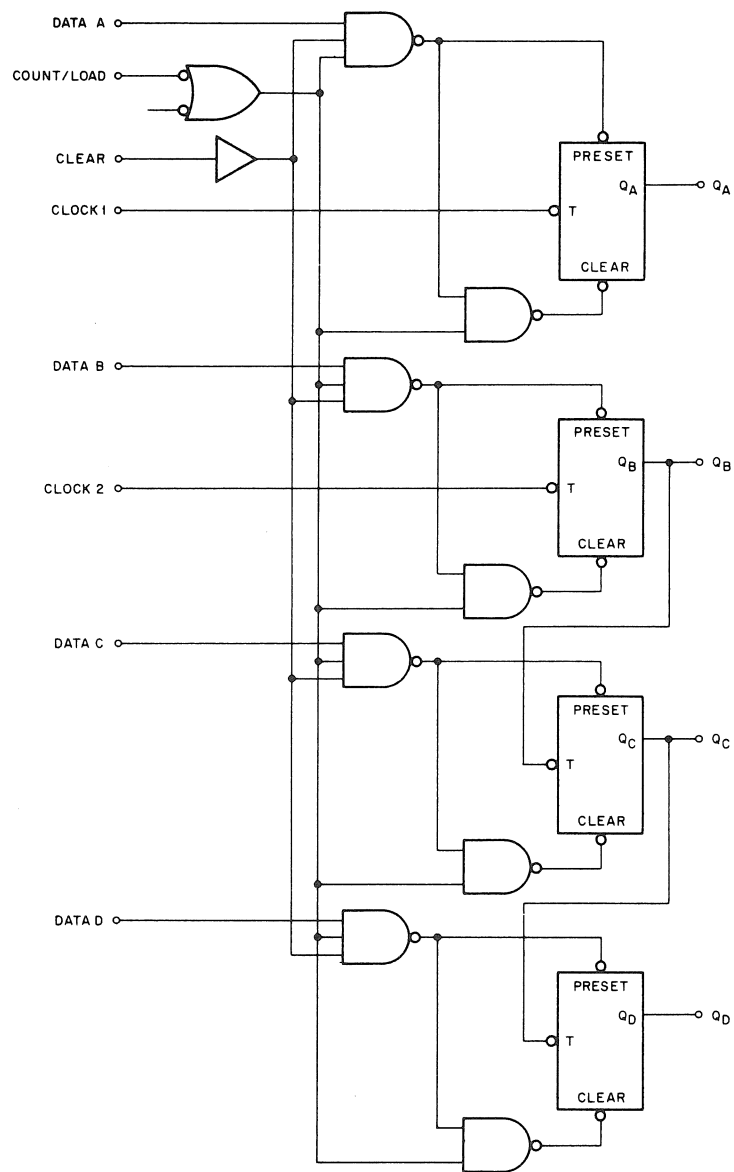 DATA A
COUNT/LOAD
CLEAR
PRESET
QA
QA
CLOCK 1
T
CLEAR
DATA B
PRESET
QB
QB
CLOCK 2
T
CLEAR
DATA C
PRESET
QC
QC
T
CLEAR
DATA D
PRESET
QD
QD
T
CLEAR